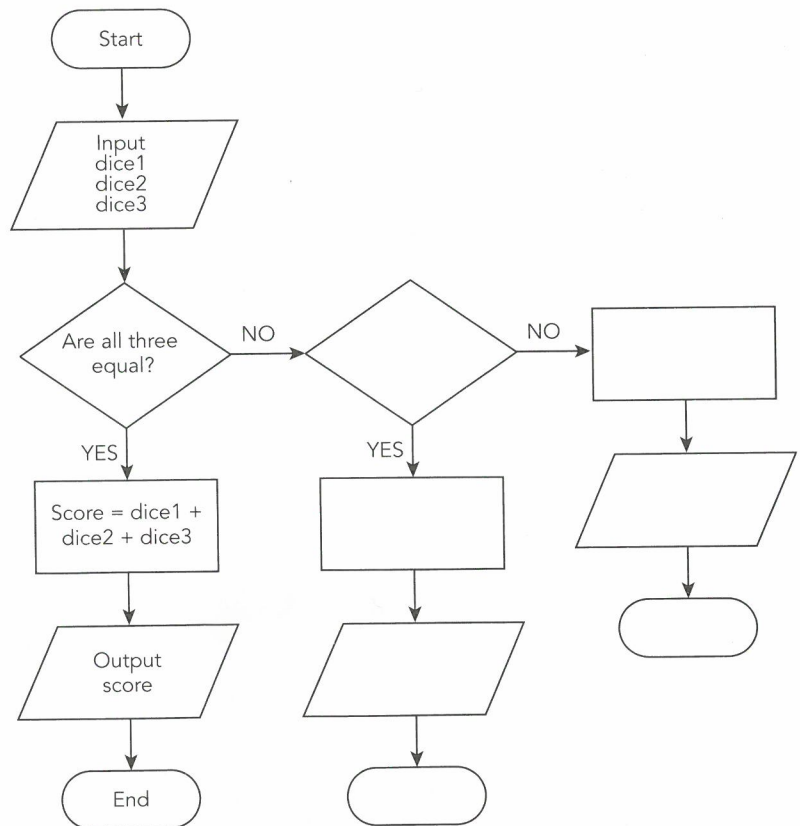 Start
Input
dice1
dice2
dice3
Are all three
equal?
NO
NO
YES
YES
Score = dice1 +
dice2 + dice3
Output
score
End